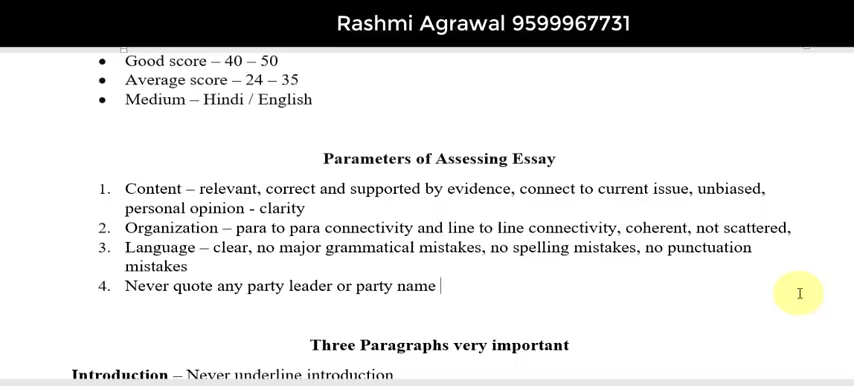 Rashmi Agrawal 9599967731
• Good score – 40 – 50
• Average score – 24 – 35
• Medium – Hindi / English
Parameters of Assessing Essay
1. Content – relevant, correct and supported by evidence, connect to current issue, unbiased,
personal opinion - clarity
2. Organization – para to para connectivity and line to line connectivity, coherent, not scattered,
3. Language – clear, no major grammatical mistakes, no spelling mistakes, no punctuation
mistakes
4. Never quote any party leader or party name
Three Paragraphs very important
Introduction – Never underline introduction